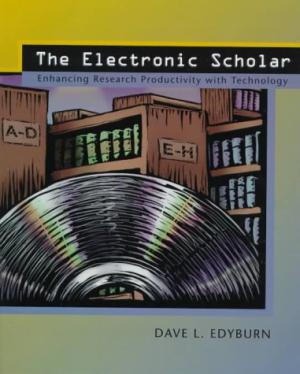 The Electronic Scholar
Enhancing Research Productivity with Technology
A-D
E-H
DAVE L. EDYBURN